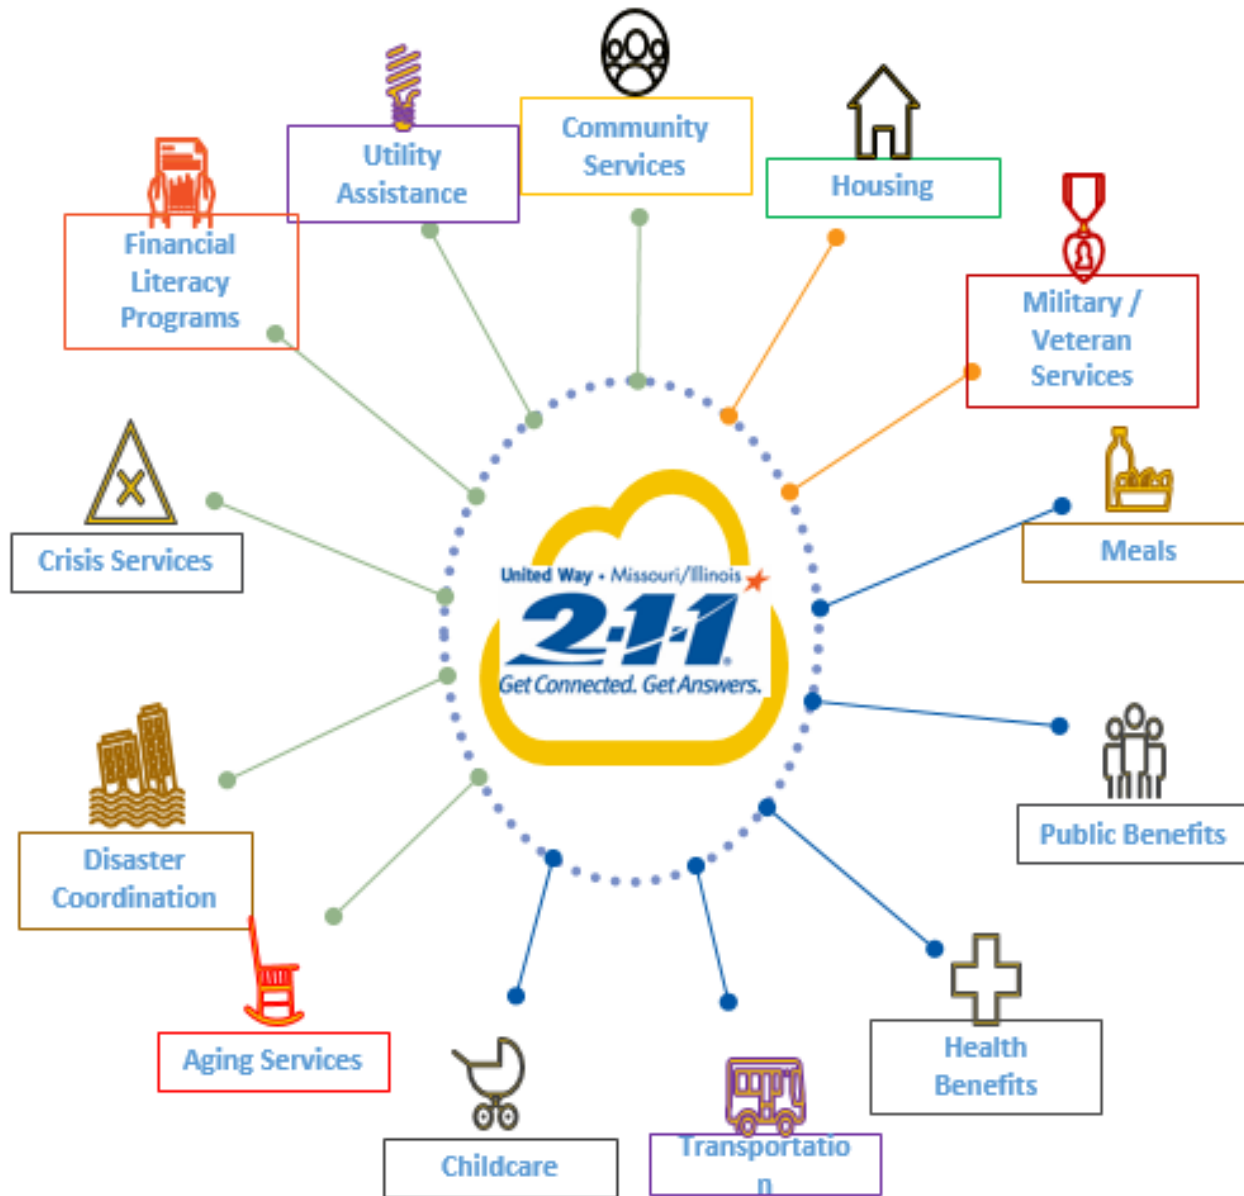 Community
Services
Utility
Assistance
Housing
Financial
Literacy
Programs
Military /
Veteran
Services
Crisis Services
Meals
United Way • Missouri/Illinois
2-1-1
®
Get Connected. Get Answers.
Disaster
Coordination
Public Benefits
Aging Services
Health
Benefits
Childcare
Transportatio
n